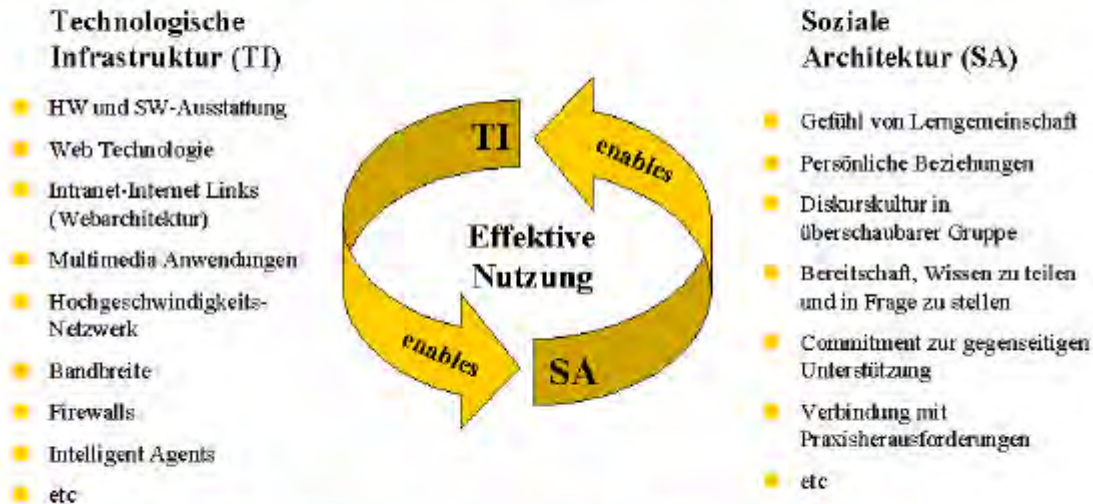 Technologische
Infrastruktur (TI)
HW und SW-Ausstattung
Web Technologie
Intranet-Internet Links
(Webarchitektur)
Multimedia Anwendungen
Hochgeschwindigkeits-
Netzwerk
Bandbreite
Firewalls
Intelligent Agents
etc
TI
enables
Effektive
Nutzung
enables
SA
Soziale
Architektur (SA)
Gefühl von Lerngemeinschaft
Persönliche Beziehungen
Diskurskultur in
überschaubarer Gruppe
Bereitschaft, Wissen zu teilen
und in Frage zu stellen
Commitment zur gegenseitigen
Unterstützung
Verbindung mit
Praxisherausforderungen
etc